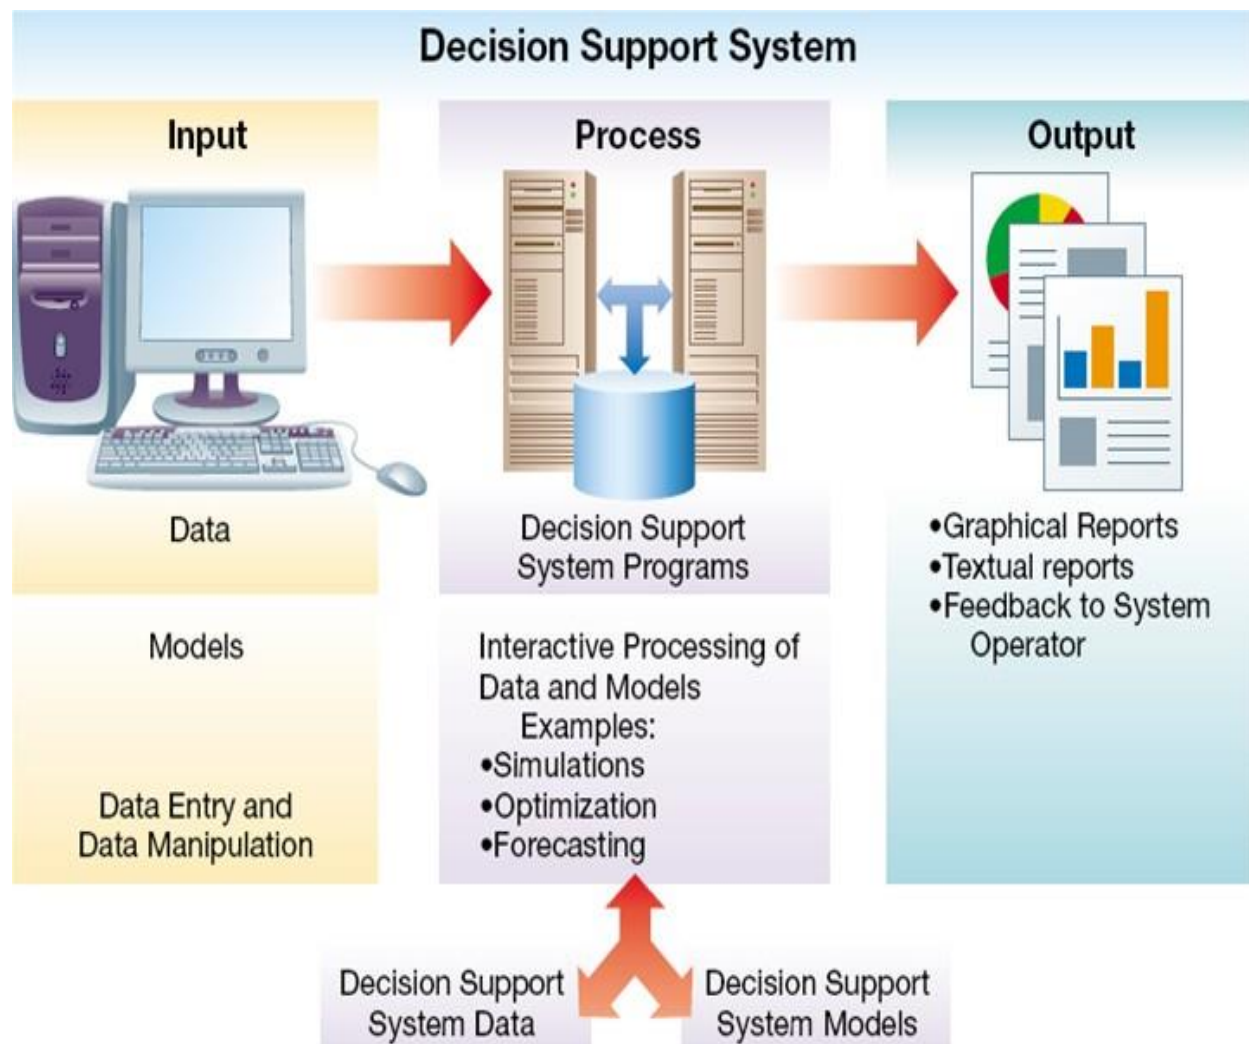 Decision Support System
Input
Data
Models
Data Entry and
Data Manipulation
Process
Decision Support
System Programs
Interactive Processing of
Data and Models
Examples:
•Simulations
•Optimization
•Forecasting
Output
•Graphical Reports
•Textual reports
•Feedback to System
Operator
Decision Support
System Data
Decision Support
System Models